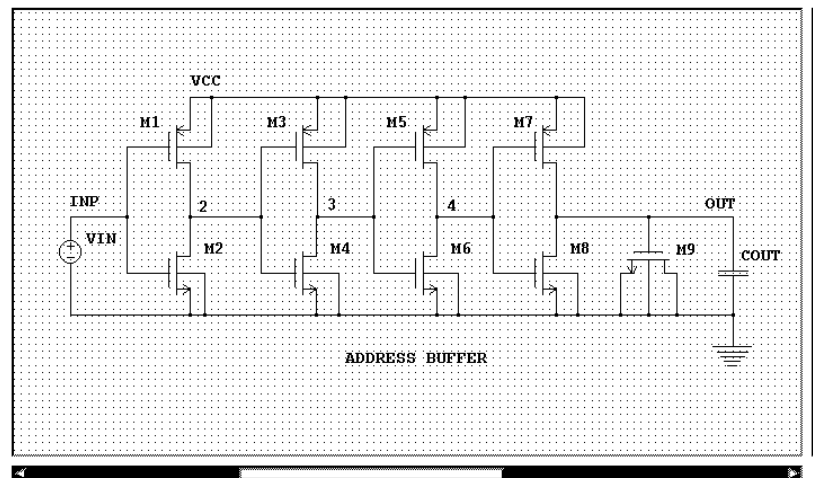 VCC
M1 M3 M5 M7
INP 2 3 4 OUT
VIN M2 M4 M6 M8 M9
COUT
ADDRESS BUFFER